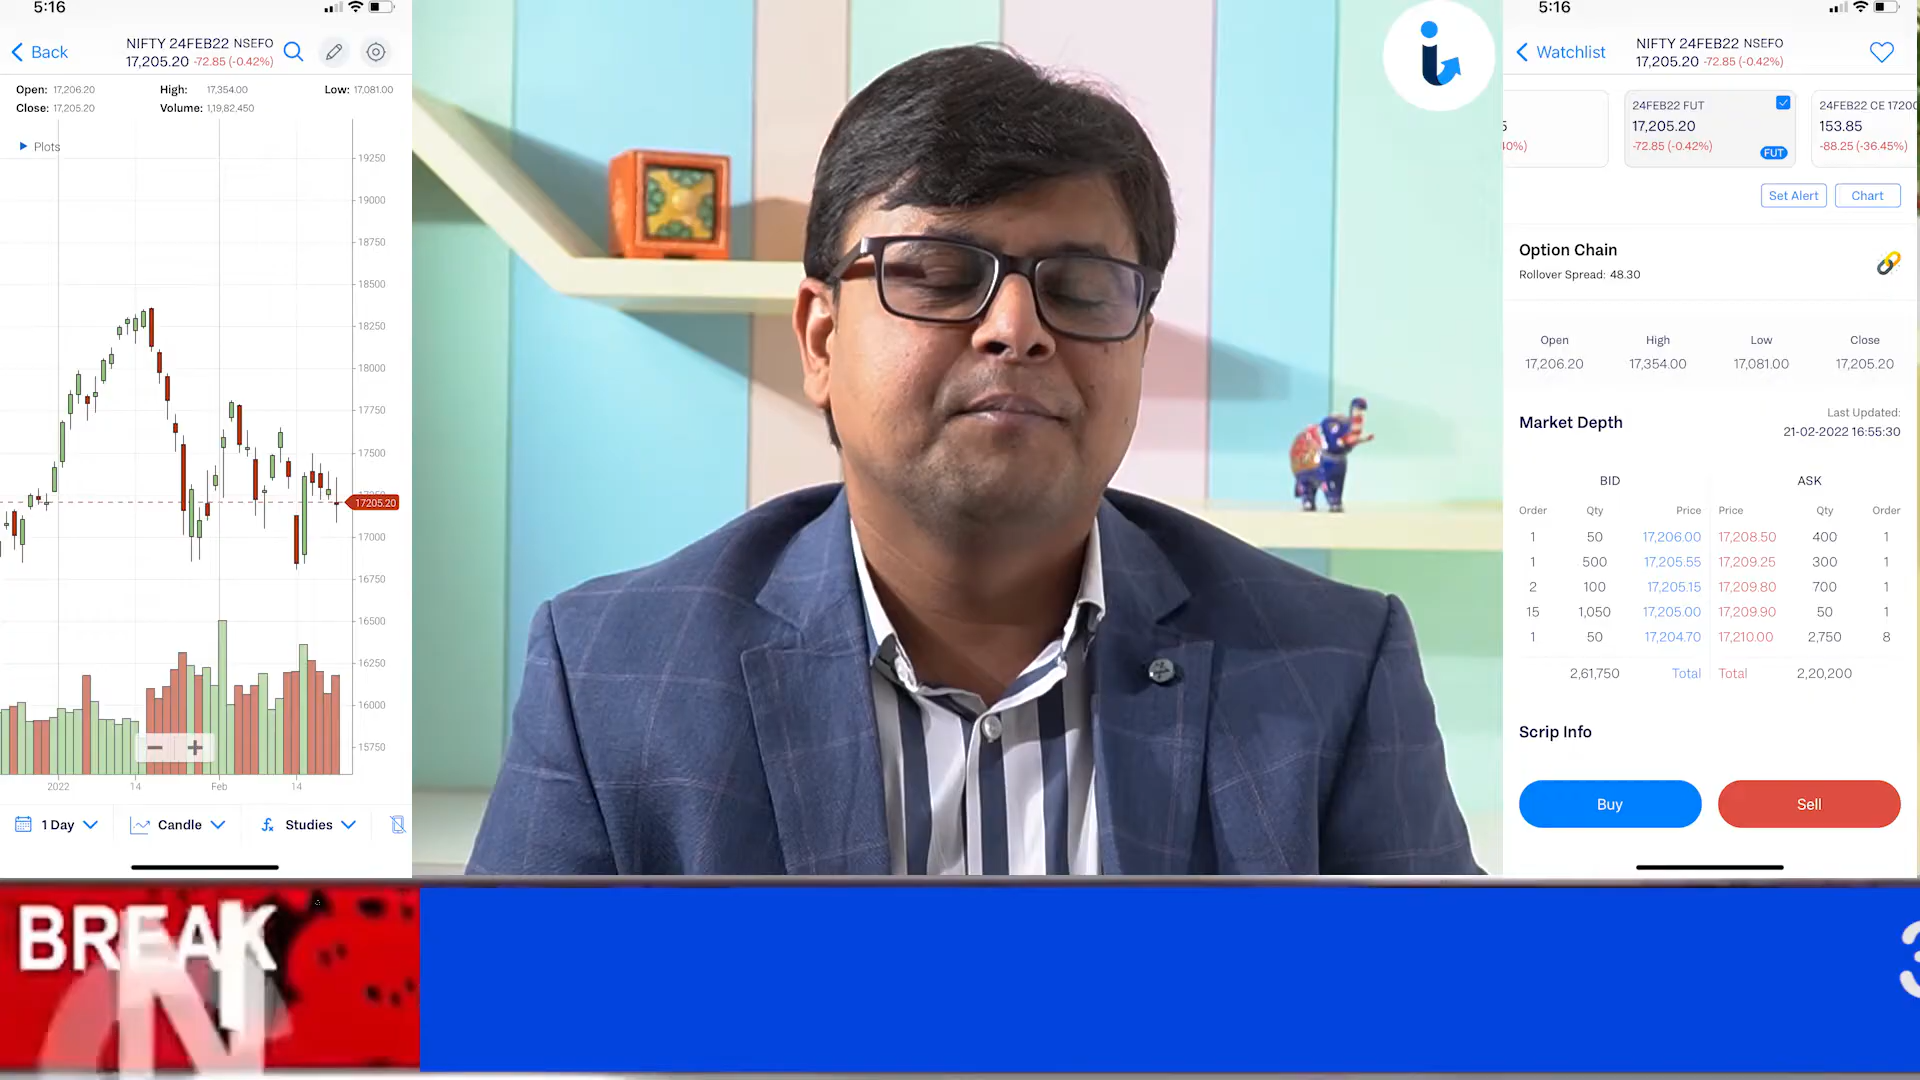 5:16
Back
NIFTY 24FEB22 NSEFO
17,205.20 -72.85 (-0.42%)
Open: 17,206.20 High: 17,354.00 Low: 17,081.00
Close: 17,205.20 Volume: 1,19,82,450
Plots
19250
19000
18750
18500
18250
18000
17750
17500
17205.20
17000
16750
16500
16250
16000
15750
2022 14 Feb 14
1 Day Candle Studies
5:16
Watchlist
NIFTY 24FEB22 NSEFO
17,205.20 -72.85 (-0.42%)
24FEB22 FUT
17,205.20
-72.85 (-0.42%)
FUT
24FEB22 CE 17200
153.85
-88.25 (-36.45%)
Set Alert Chart
Option Chain
Rollover Spread: 48.30
Open High Low Close
17,206.20 17,354.00 17,081.00 17,205.20
Market Depth
Last Updated:
21-02-2022 16:55:30
BID ASK
Order Qty Price Price Qty Order
1 50 17,206.00 17,208.50 400 1
1 500 17,205.55 17,209.25 300 1
2 100 17,205.15 17,209.80 700 1
15 1,050 17,205.00 17,209.90 50 1
1 50 17,204.70 17,210.00 2,750 8
2,61,750 Total Total 2,20,200
Scrip Info
Buy Sell
BREAK
N